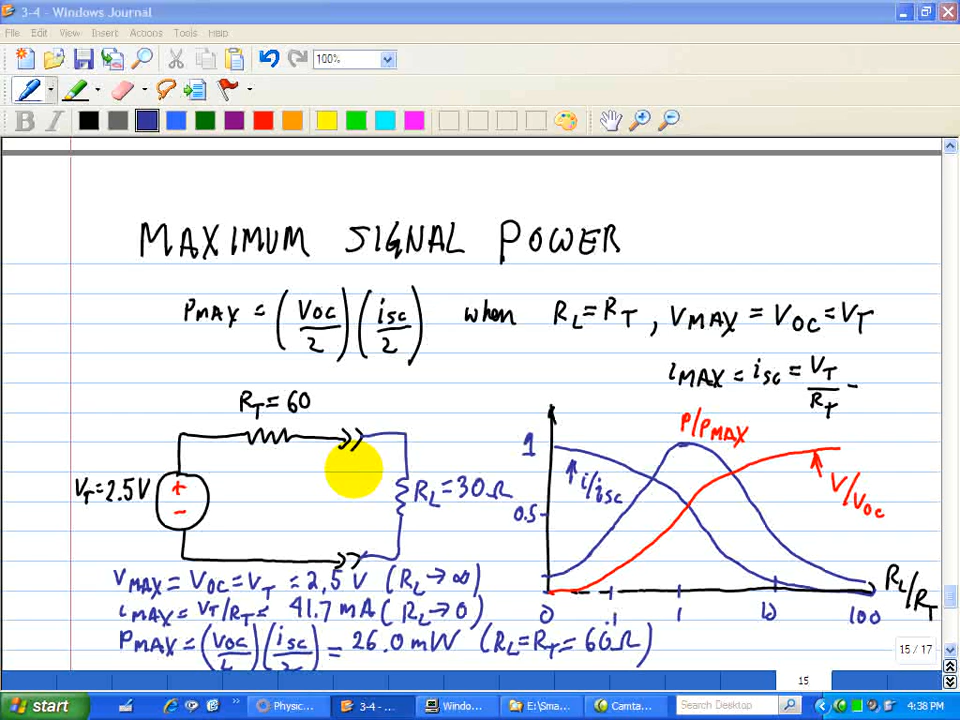 3-4 - Windows Journal
File Edit View Insert Actions Tools Help
100%
B I
MAXIMUM SIGNAL POWER
PMAX = (VOC/2)(iSC/2) when RL=RT, VMAX = VOC = VT
iMAX = iSC = VT/RT
RT = 60
VT=2.5V
+
-
RL=30Ω
P/PMAX
1
i/iSC
V/VOC
0.5
RL/RT
0 .1 1 10 100
VMAX = VOC = VT = 2.5 V (RL→∞)
iMAX = VT/RT = 41.7 mA (RL→0)
PMAX = (VOC/2)(iSC/2) = 26.0 mW (RL=RT=60Ω)
15 / 17
15
start
Physic...
3-4 - ...
Windo...
E:\Sma...
Camta...
Search Desktop
4:38 PM